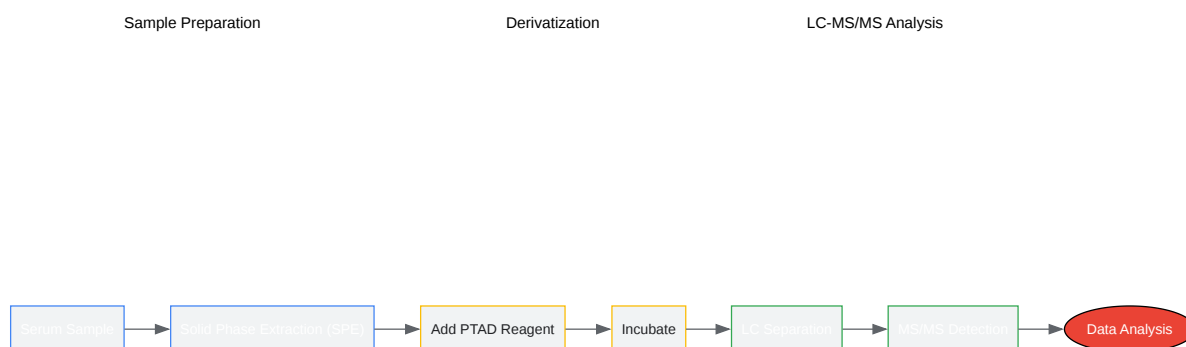 Sample Preparation
Derivatization
LC-MS/MS Analysis
Serum Sample
Solid Phase Extraction (SPE)
Add PTAD Reagent
Incubate
LC Separation
MS/MS Detection
Data Analysis